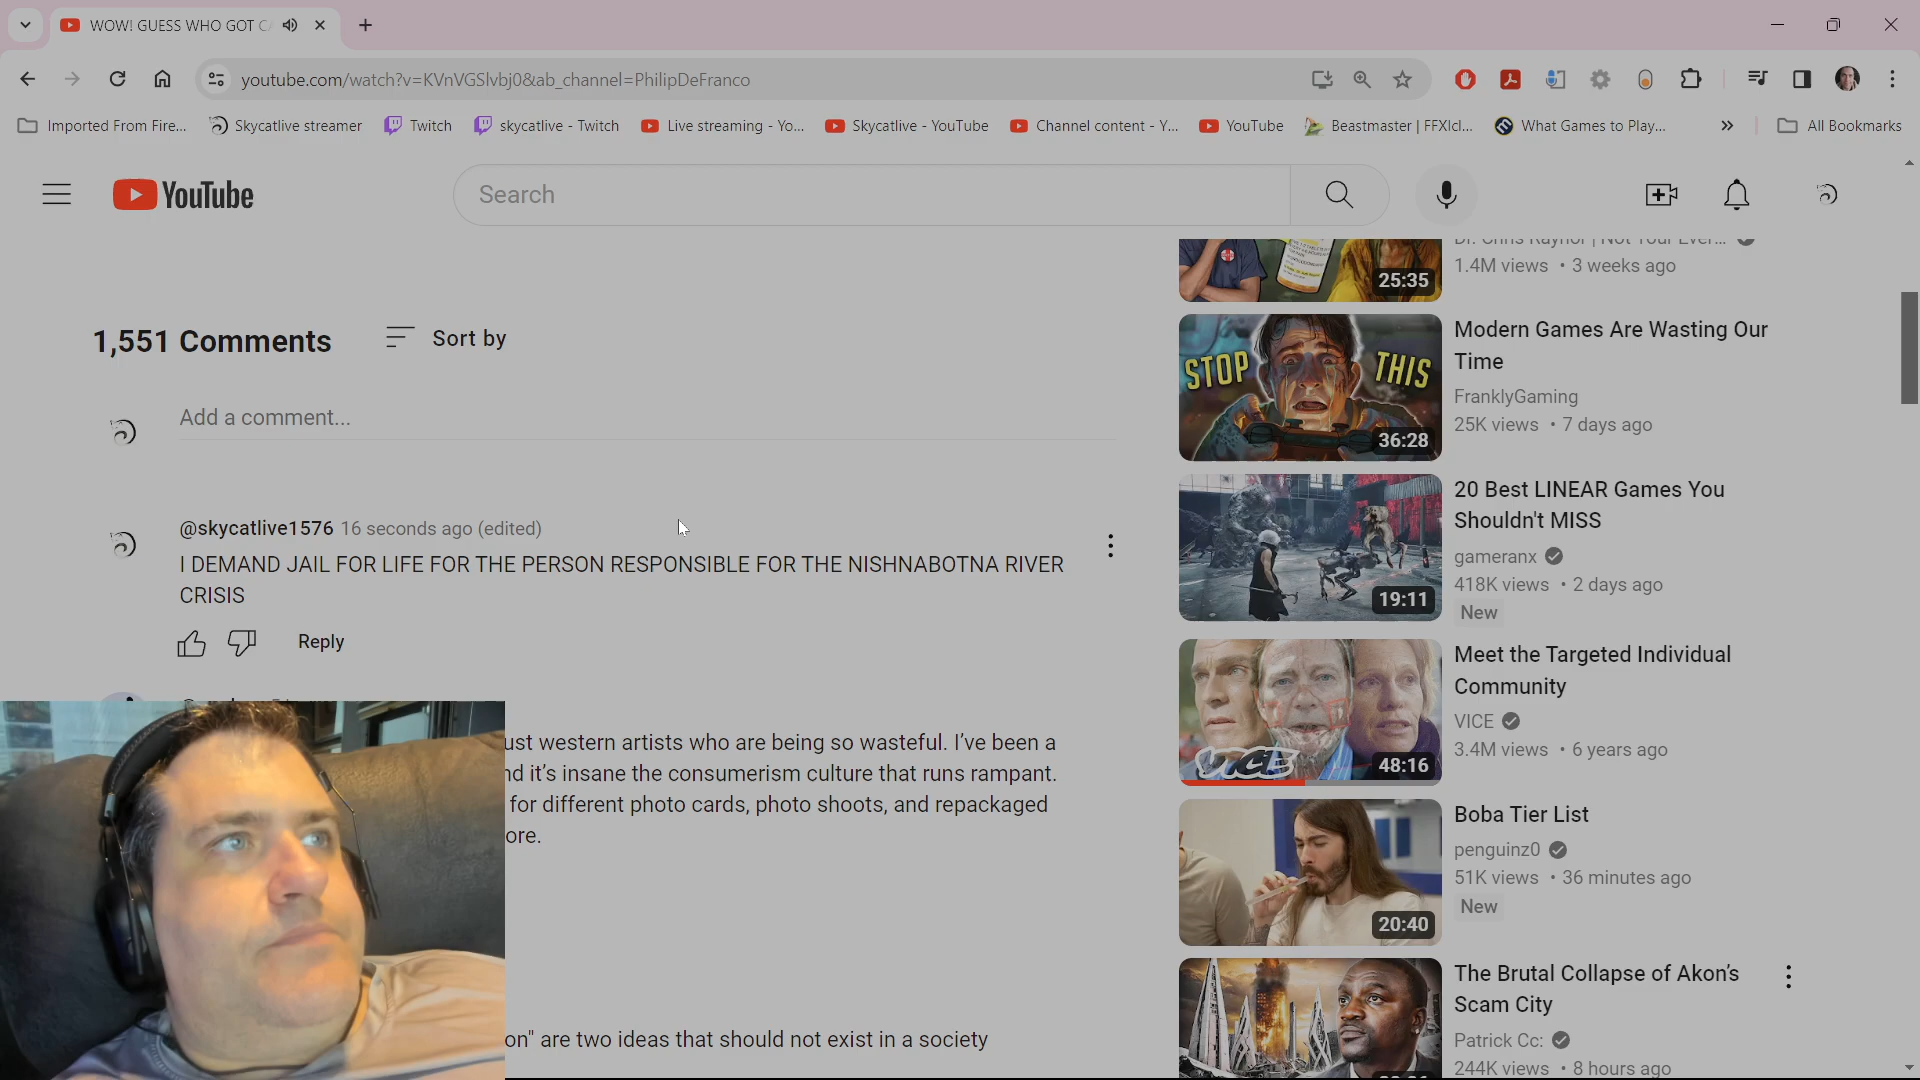 WOW! GUESS WHO GOT
youtube.com/watch?v=KVnVGSlvbj0&ab_channel=PhilipDeFranco
Imported From Fire...
Skycatlive streamer
Twitch
skycatlive - Twitch
Live streaming - Yo...
Skycatlive - YouTube
Channel content - Y...
YouTube
Beastmaster | FFXIcl...
What Games to Play...
All Bookmarks
YouTube
Search
1,551 Comments
Sort by
Add a comment...
@skycatlive1576 16 seconds ago (edited)
I DEMAND JAIL FOR LIFE FOR THE PERSON RESPONSIBLE FOR THE NISHNABOTNA RIVER
CRISIS
Reply
western artists who are being so wasteful. I've been a
it's insane the consumerism culture that runs rampant.
for different photo cards, photo shoots, and repackaged
are two ideas that should not exist in a society
25:35
1.4M views • 3 weeks ago
STOP THIS
36:28
Modern Games Are Wasting Our
Time
FranklyGaming
25K views • 7 days ago
19:11
20 Best LINEAR Games You
Shouldn't MISS
gameranx
418K views • 2 days ago
New
VICE
48:16
Meet the Targeted Individual
Community
VICE
3.4M views • 6 years ago
20:40
Boba Tier List
penguinz0
51K views • 36 minutes ago
New
The Brutal Collapse of Akon's
Scam City
Patrick Cc:
244K views • 8 hours ago